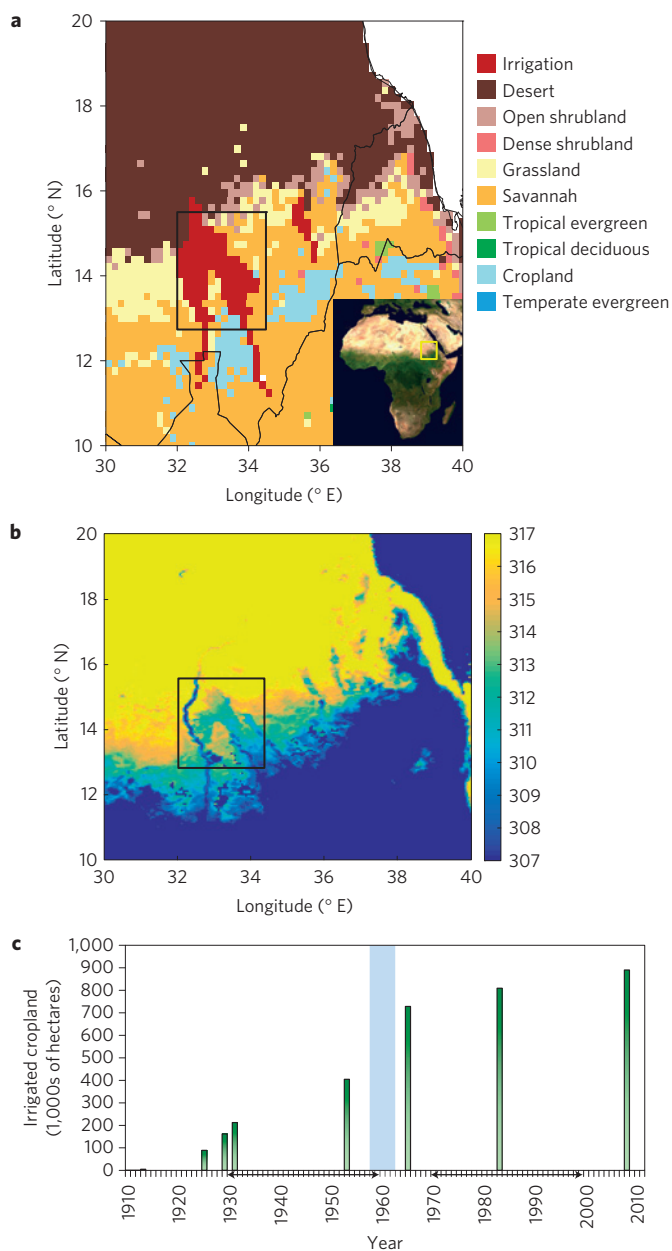 a
20
18
16
14
12
10
Latitude (° N)
30
32
34
36
38
40
Longitude (° E)
Irrigation
Desert
Open shrubland
Dense shrubland
Grassland
Savannah
Tropical evergreen
Tropical deciduous
Cropland
Temperate evergreen
b
20
18
16
14
12
10
Latitude (° N)
30
32
34
36
38
40
Longitude (° E)
317
316
315
314
313
312
311
310
309
308
307
c
1,000
900
800
700
600
500
400
300
200
100
0
Irrigated cropland
(1,000s of hectares)
1910
1920
1930
1940
1950
1960
1970
1980
1990
2000
2010
Year